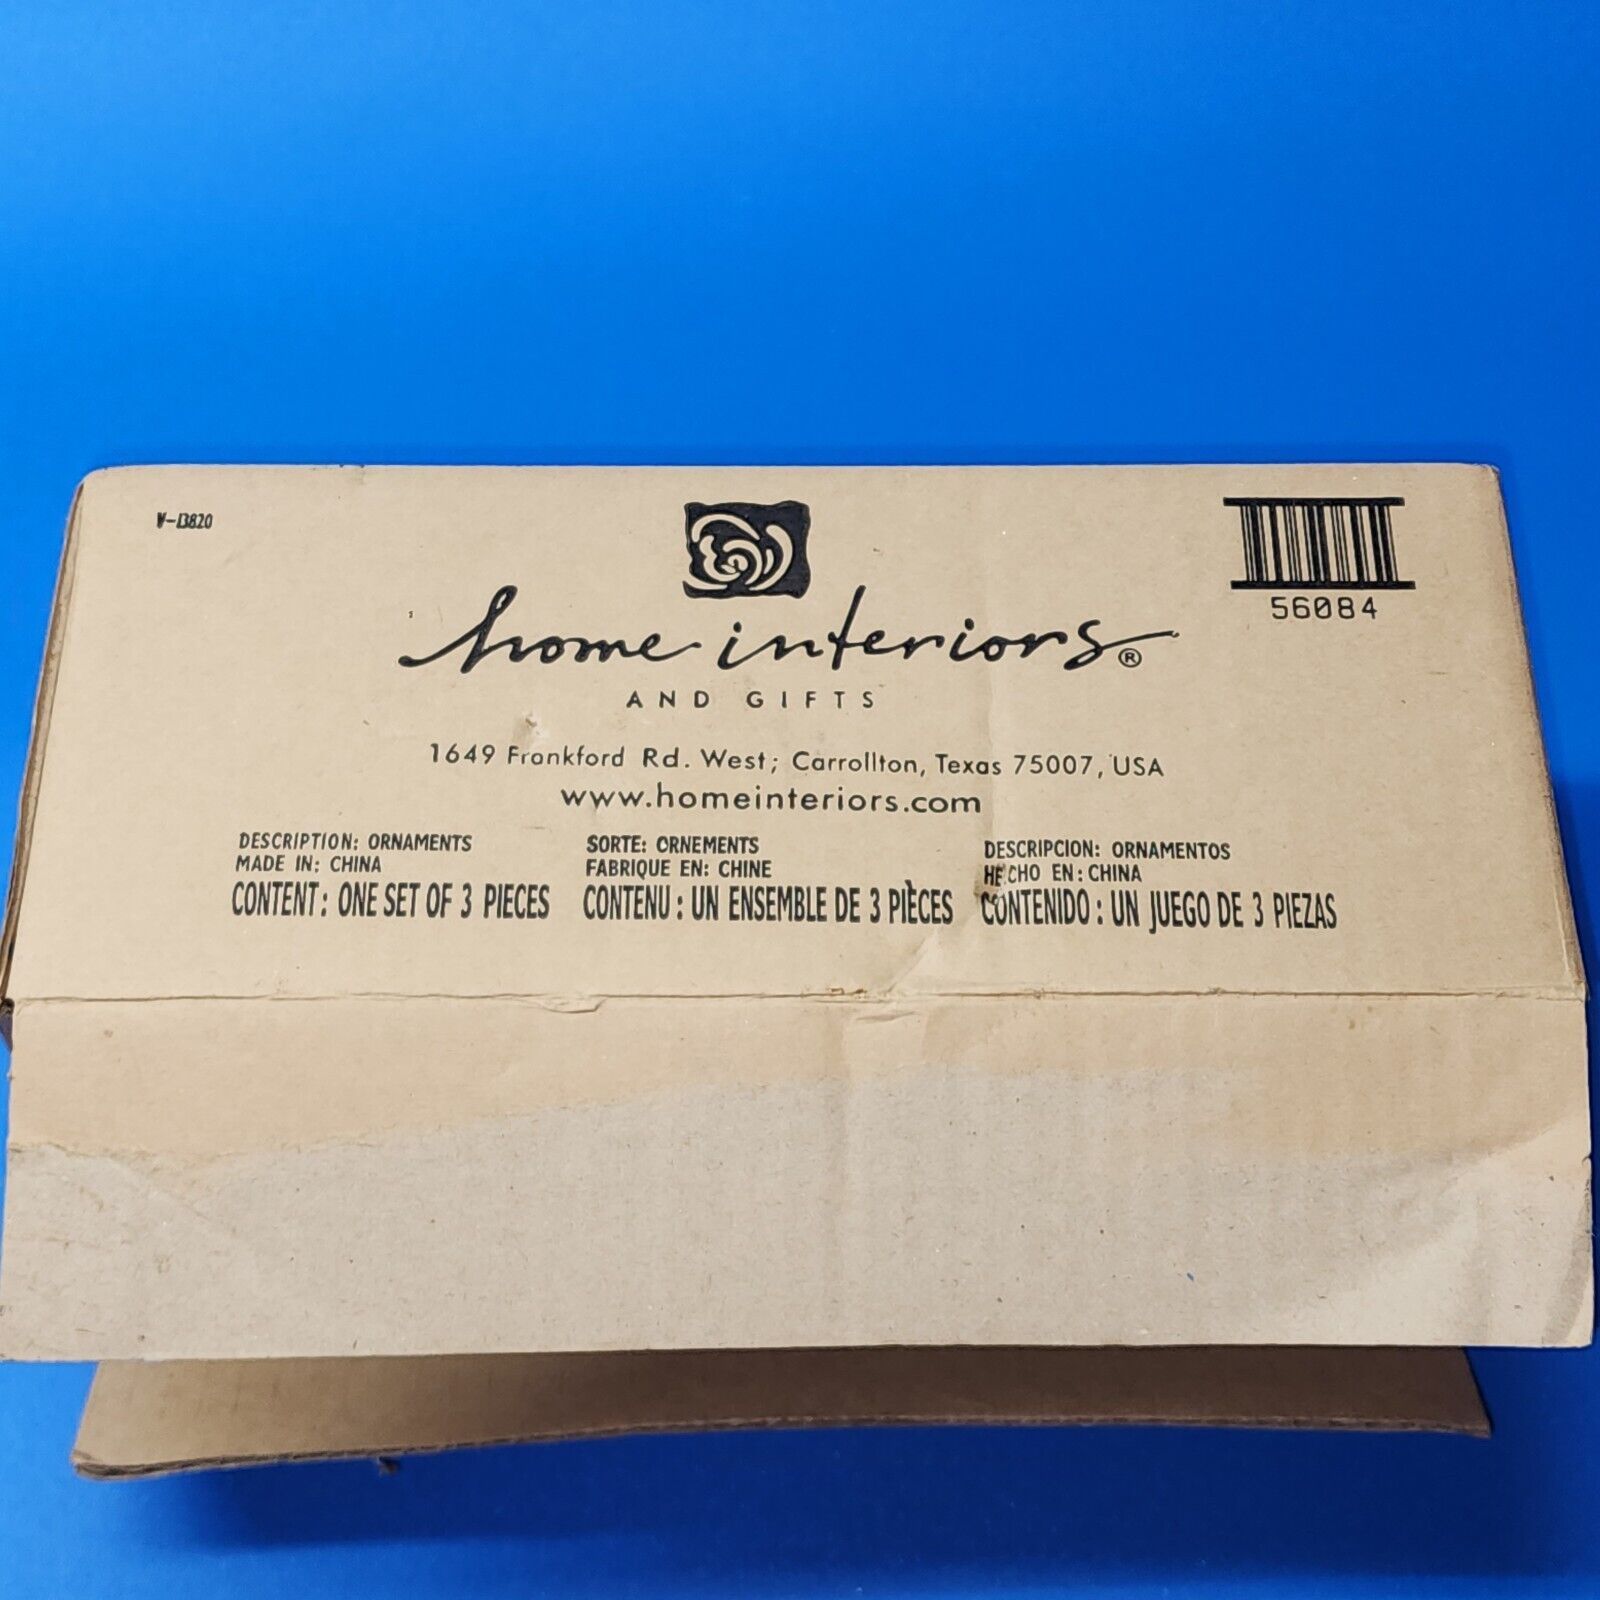 V-13820
home interiors®
AND GIFTS
56084
1649 Frankford Rd. West; Carrollton, Texas 75007, USA
www.homeinteriors.com
DESCRIPTION: ORNAMENTS
MADE IN: CHINA
CONTENT: ONE SET OF 3 PIECES
SORTE: ORNEMENTS
FABRIQUE EN: CHINE
CONTENU : UN ENSEMBLE DE 3 PIÈCES
DESCRIPCION: ORNAMENTOS
HECHO EN: CHINA
CONTENIDO : UN JUEGO DE 3 PIEZAS